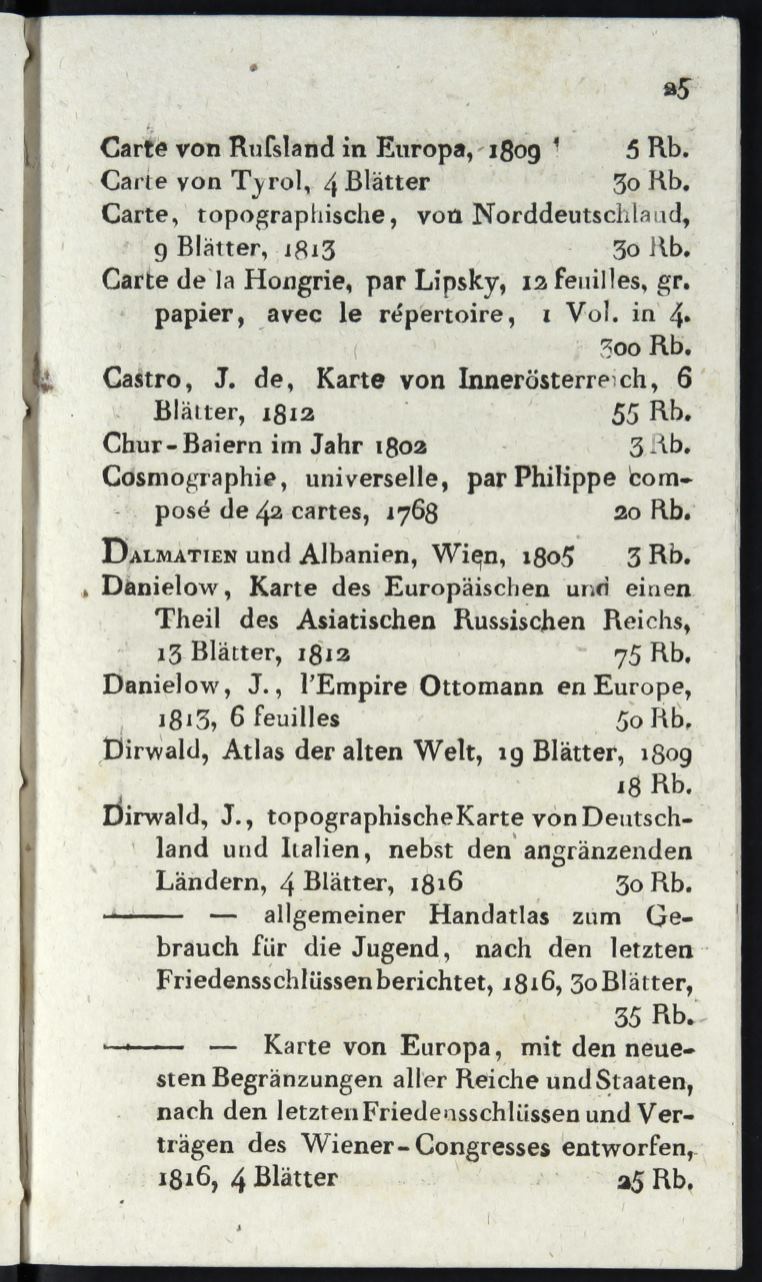 25
Carte von Ruſsland in Europa, 1809 5 Rb.
Carte von Tyrol, 4 Blätter 30 Rb.
Carte, topographische, von Norddeutschland,
9 Blätter, 1813 30 Rb.
Carte de la Hongrie, par Lipsky, 12 feuilles, gr.
papier, avec le répertoire, 1 Vol. in 4.
300 Rb.
Castro, J. de, Karte von Innerösterreich, 6
Blätter, 1812 55 Rb.
Chur-Baiern im Jahr 1802 3 Rb.
Cosmographie, universelle, par Philippe com-
posé de 42 cartes, 1768 20 Rb.
DALMATIEN und Albanien, Wien, 1805 3 Rb.
Danielow, Karte des Europäischen und einen
Theil des Asiatischen Russischen Reichs,
13 Blätter, 1812 75 Rb.
Danielow, J., l'Empire Ottomann en Europe,
1813, 6 feuilles 50 Rb.
Dirwald, Atlas der alten Welt, 19 Blätter, 1809
18 Rb.
Dirwald, J., topographische Karte von Deutsch-
land und Italien, nebst den angränzenden
Ländern, 4 Blätter, 1816 30 Rb.
——— — allgemeiner Handatlas zum Ge-
brauch für die Jugend, nach den letzten
Friedensschlüssen berichtet, 1816, 30 Blätter,
35 Rb.
——— — Karte von Europa, mit den neue-
sten Begränzungen aller Reiche und Staaten,
nach den letzten Friedensschlüssen und Ver-
trägen des Wiener-Congresses entworfen,
1816, 4 Blätter 25 Rb.